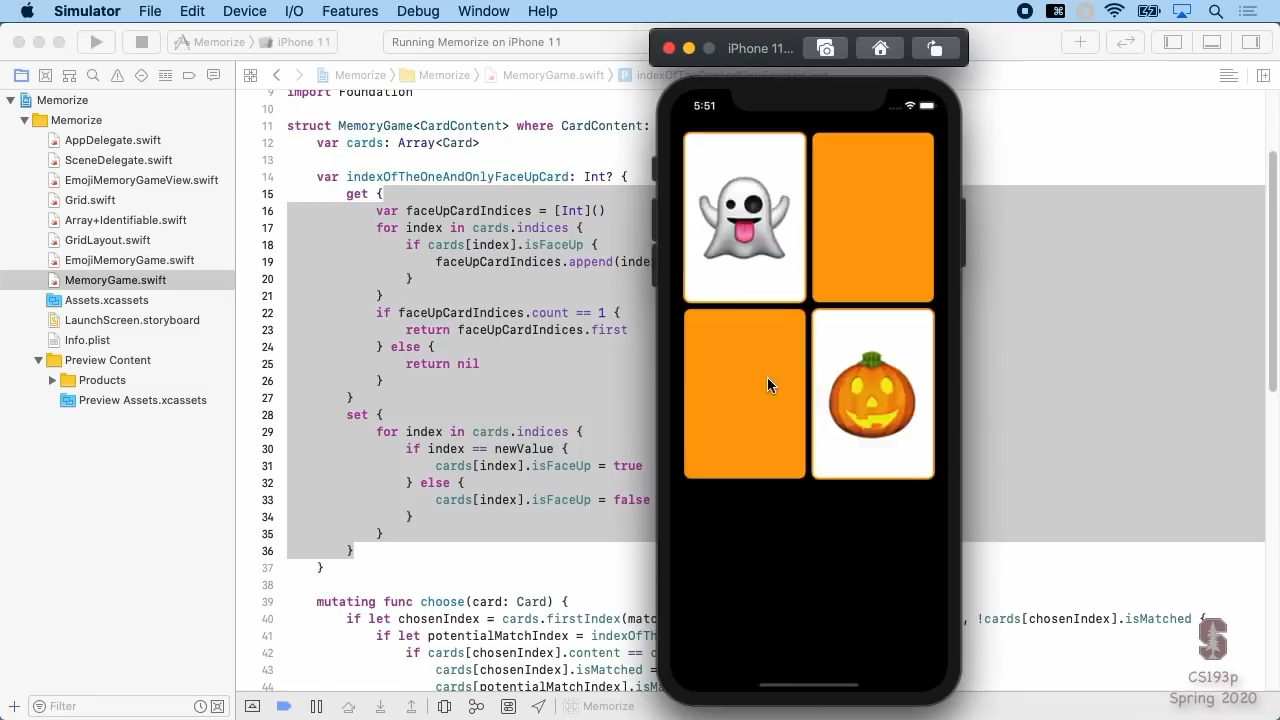 Simulator File Edit Device I/O Features Debug Window Help
Memorize iPhone 11
Running Memorize on iPhone 11
iPhone 11...
Memorize Memorize MemoryGame.swift
5:51
Memorize
Memorize
AppDelegate.swift
SceneDelegate.swift
EmojiMemoryGameView.swift
Grid.swift
Array+Identifiable.swift
GridLayout.swift
EmojiMemoryGame.swift
MemoryGame.swift
Assets.xcassets
LaunchScreen.storyboard
Info.plist
Preview Content
Products
Preview Assets.xcassets
9 import Foundation
10
11 struct MemoryGame<CardContent> where CardContent:
12 var cards: Array<Card>
13
14 var indexOfTheOneAndOnlyFaceUpCard: Int? {
15 get {
16 var faceUpCardIndices = [Int]()
17 for index in cards.indices {
18 if cards[index].isFaceUp {
19 faceUpCardIndices.append(inde
20 }
21 }
22 if faceUpCardIndices.count == 1 {
23 return faceUpCardIndices.first
24 } else {
25 return nil
26 }
27 }
28 set {
29 for index in cards.indices {
30 if index == newValue {
31 cards[index].isFaceUp = true
32 } else {
33 cards[index].isFaceUp = false
34 }
35 }
36 }
37 }
38
39 mutating func choose(card: Card) {
40 if let chosenIndex = cards.firstIndex(mat , !cards[chosenIndex].isMatched {
41 if let potentialMatchIndex = indexOfTh
42 if cards[chosenIndex].content == c
43 cards[chosenIndex].isMatched =
44 cards[potentialMatchIndex].isMa
Filter
Memorize
CS193p
Spring 2020